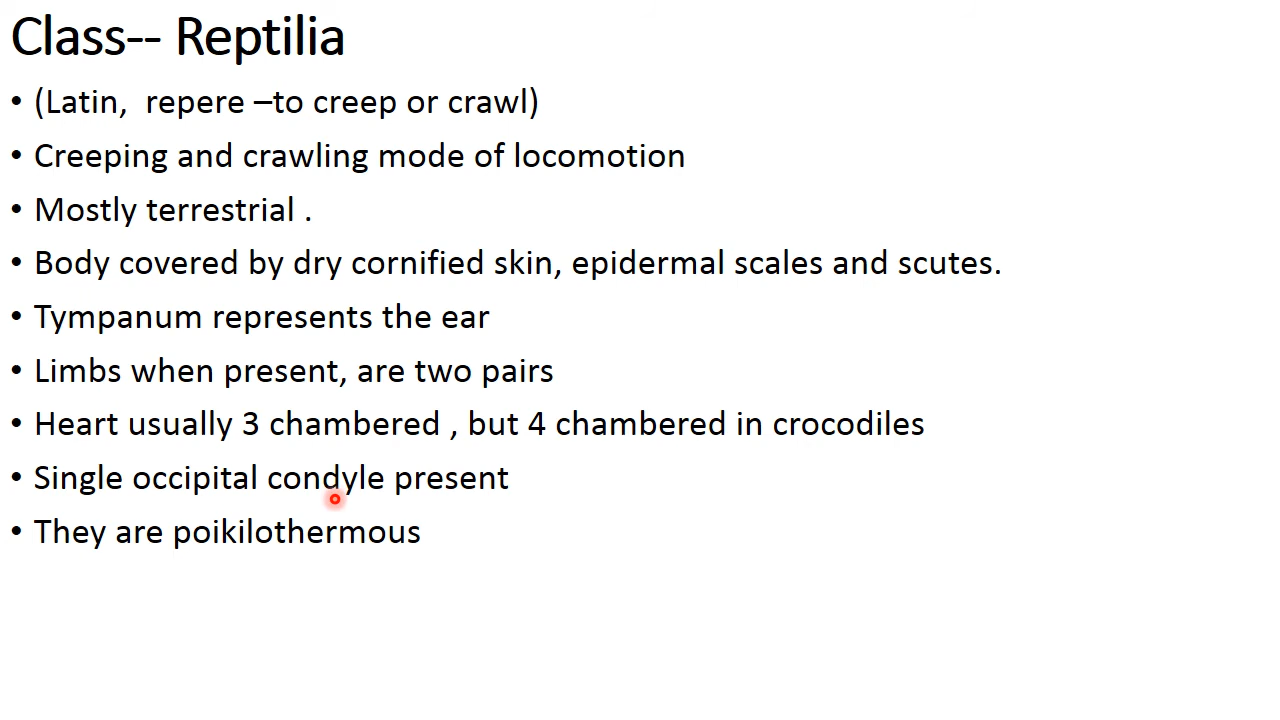 Class-- Reptilia
• (Latin,  repere –to creep or crawl)
• Creeping and crawling mode of locomotion
• Mostly terrestrial .
• Body covered by dry cornified skin, epidermal scales and scutes.
• Tympanum represents the ear
• Limbs when present, are two pairs
• Heart usually 3 chambered , but 4 chambered in crocodiles
• Single occipital condyle present
• They are poikilothermous